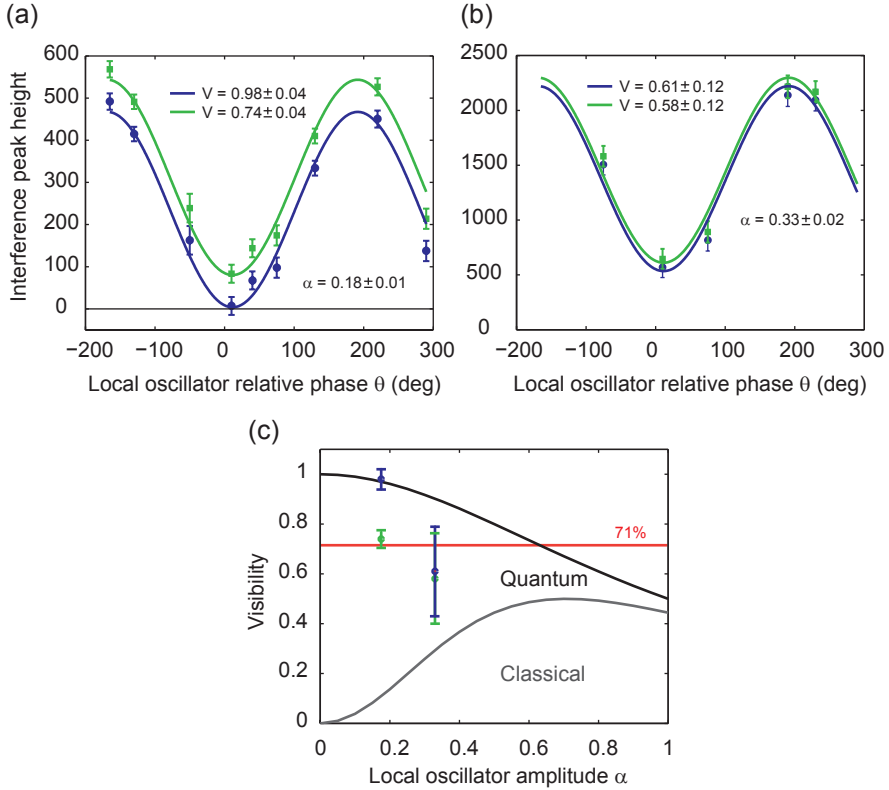 (a)
600
500
400
300
200
100
0
−200
−100
0
100
200
300
Interference peak height
Local oscillator relative phase θ (deg)
V = 0.98±0.04
V = 0.74±0.04
α = 0.18±0.01
(b)
2500
2000
1500
1000
500
0
−200
−100
0
100
200
300
Local oscillator relative phase θ (deg)
V = 0.61±0.12
V = 0.58±0.12
α = 0.33±0.02
(c)
1
0.8
0.6
0.4
0.2
0
0
0.2
0.4
0.6
0.8
1
Visibility
Local oscillator amplitude α
71%
Quantum
Classical